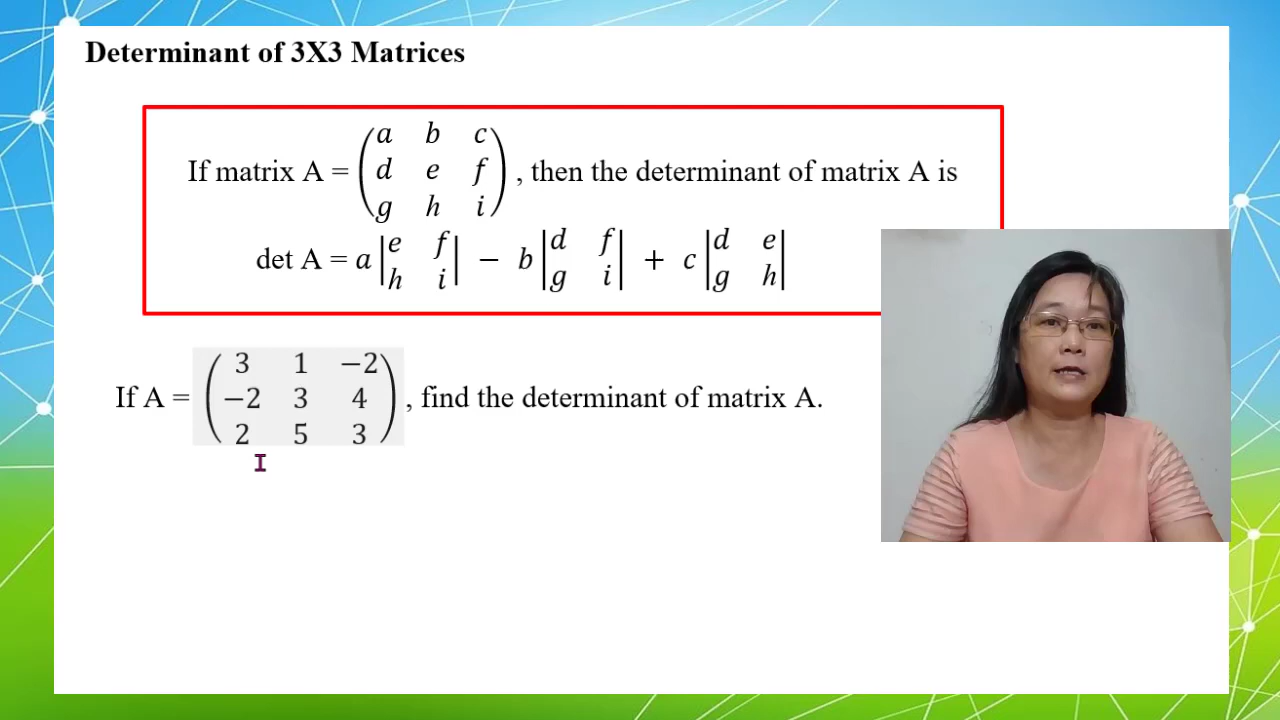 Determinant of 3X3 Matrices
If matrix A = (a b c
d e f
g h i), then the determinant of matrix A is
det A = a |e f
h i| − b |d f
g i| + c |d e
g h|
If A = (3 1 −2
−2 3 4
2 5 3), find the determinant of matrix A.